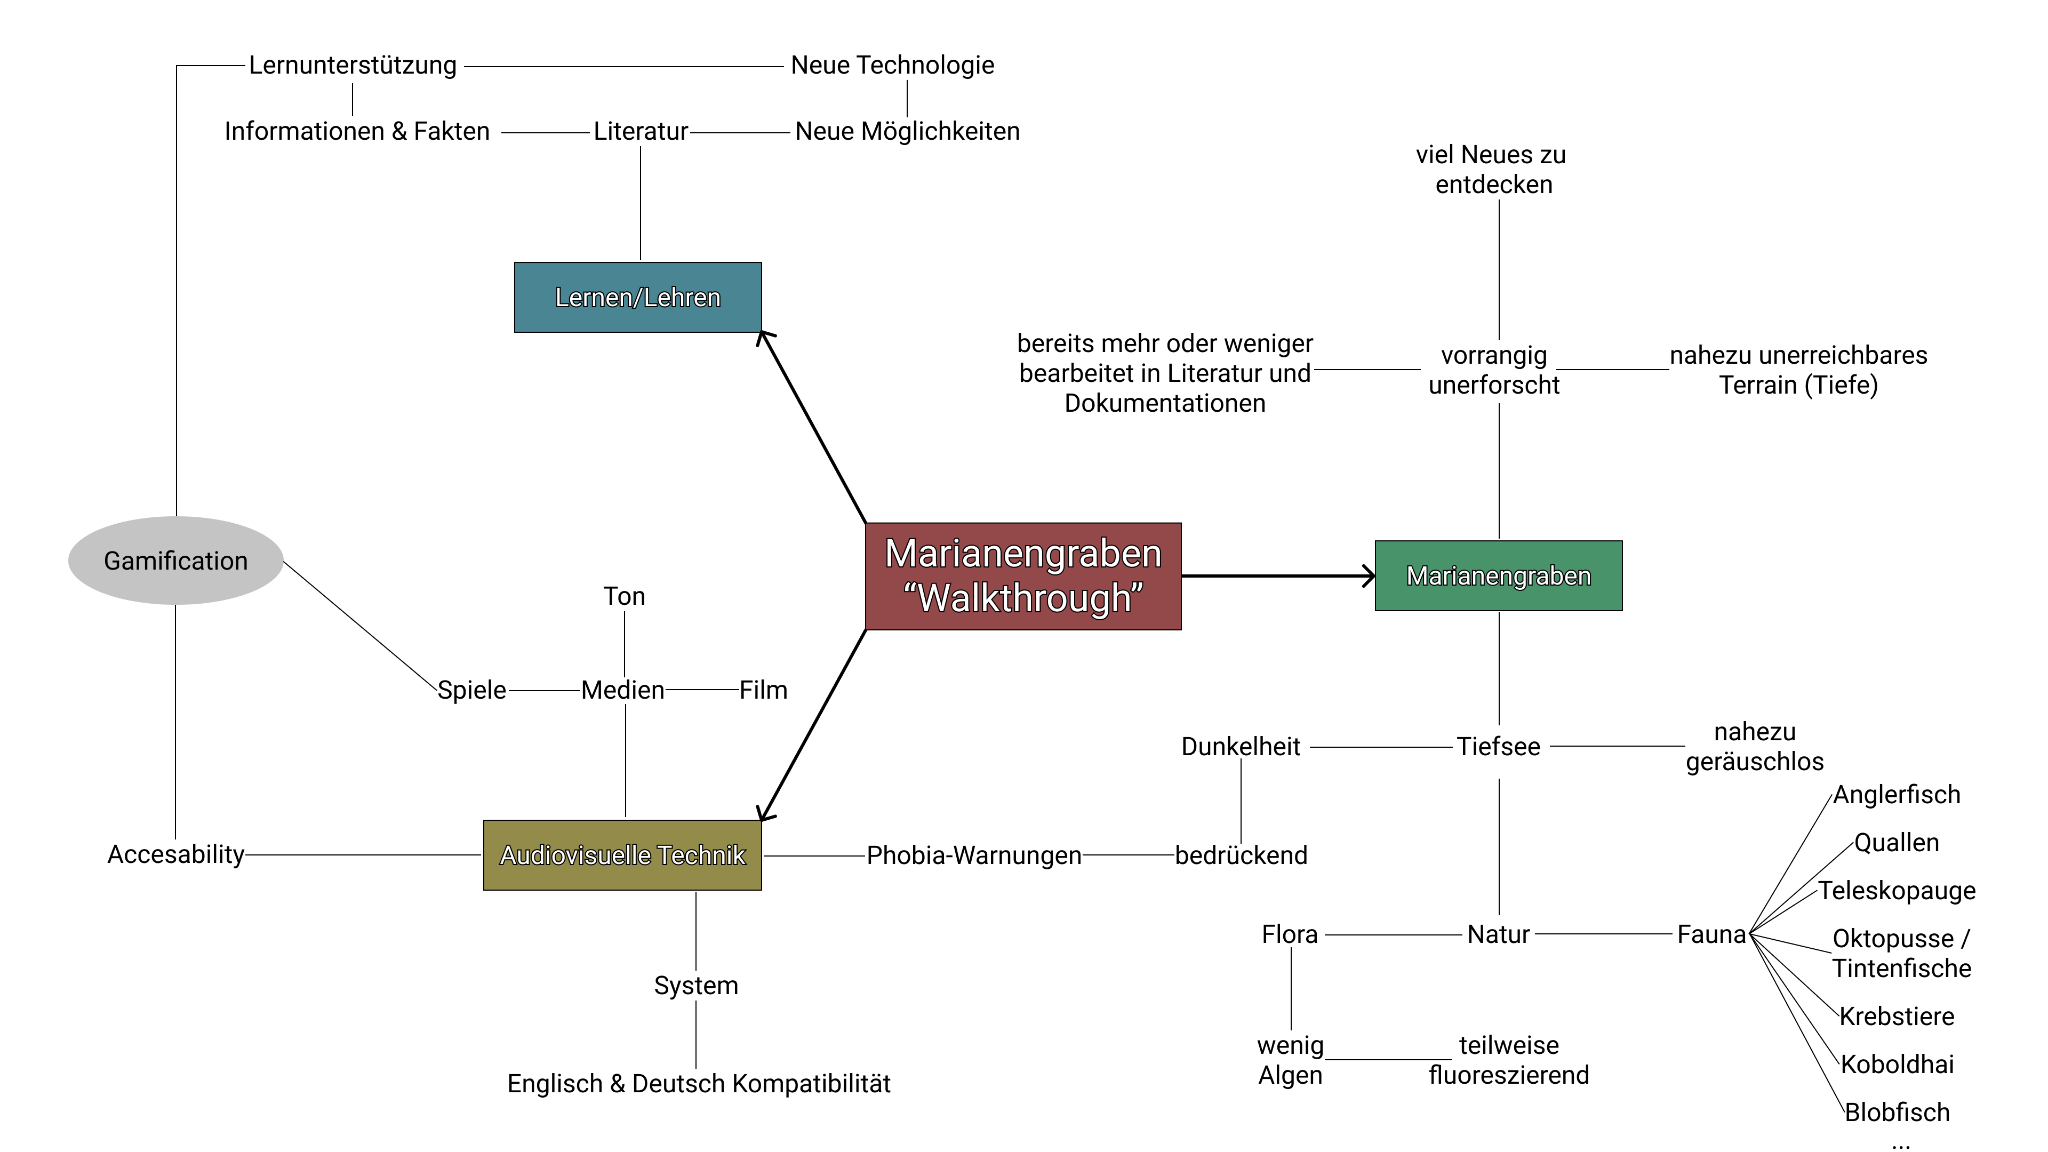 Lernunterstützung
Neue Technologie
Informationen & Fakten
Literatur
Neue Möglichkeiten
viel Neues zu
entdecken
Lernen/Lehren
bereits mehr oder weniger
bearbeitet in Literatur und
Dokumentationen
vorrangig
unerforscht
nahezu unerreichbares
Terrain (Tiefe)
Gamification
Marianengraben
“Walkthrough”
Marianengraben
Ton
Spiele
Medien
Film
Dunkelheit
Tiefsee
nahezu
geräuschlos
Accesability
Audiovisuelle Technik
Phobia-Warnungen
bedrückend
Anglerfisch
Quallen
Teleskopauge
Oktopusse /
Tintenfische
Krebstiere
Koboldhai
Blobfisch
...
Flora
Natur
Fauna
System
wenig
Algen
teilweise
fluoreszierend
Englisch & Deutsch Kompatibilität